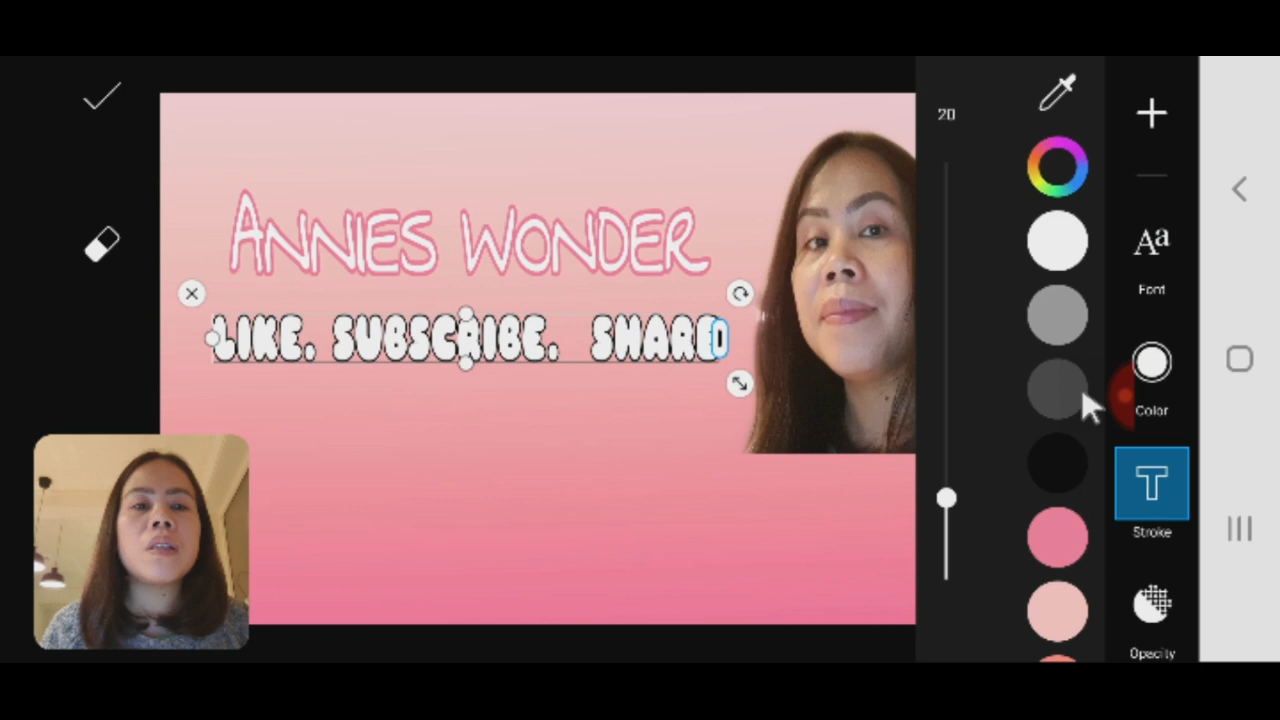 20
ANNIES WONDER
Aa
Font
LIKE. SUBSCRIBE. SHARE
Color
T
Stroke
Opacity